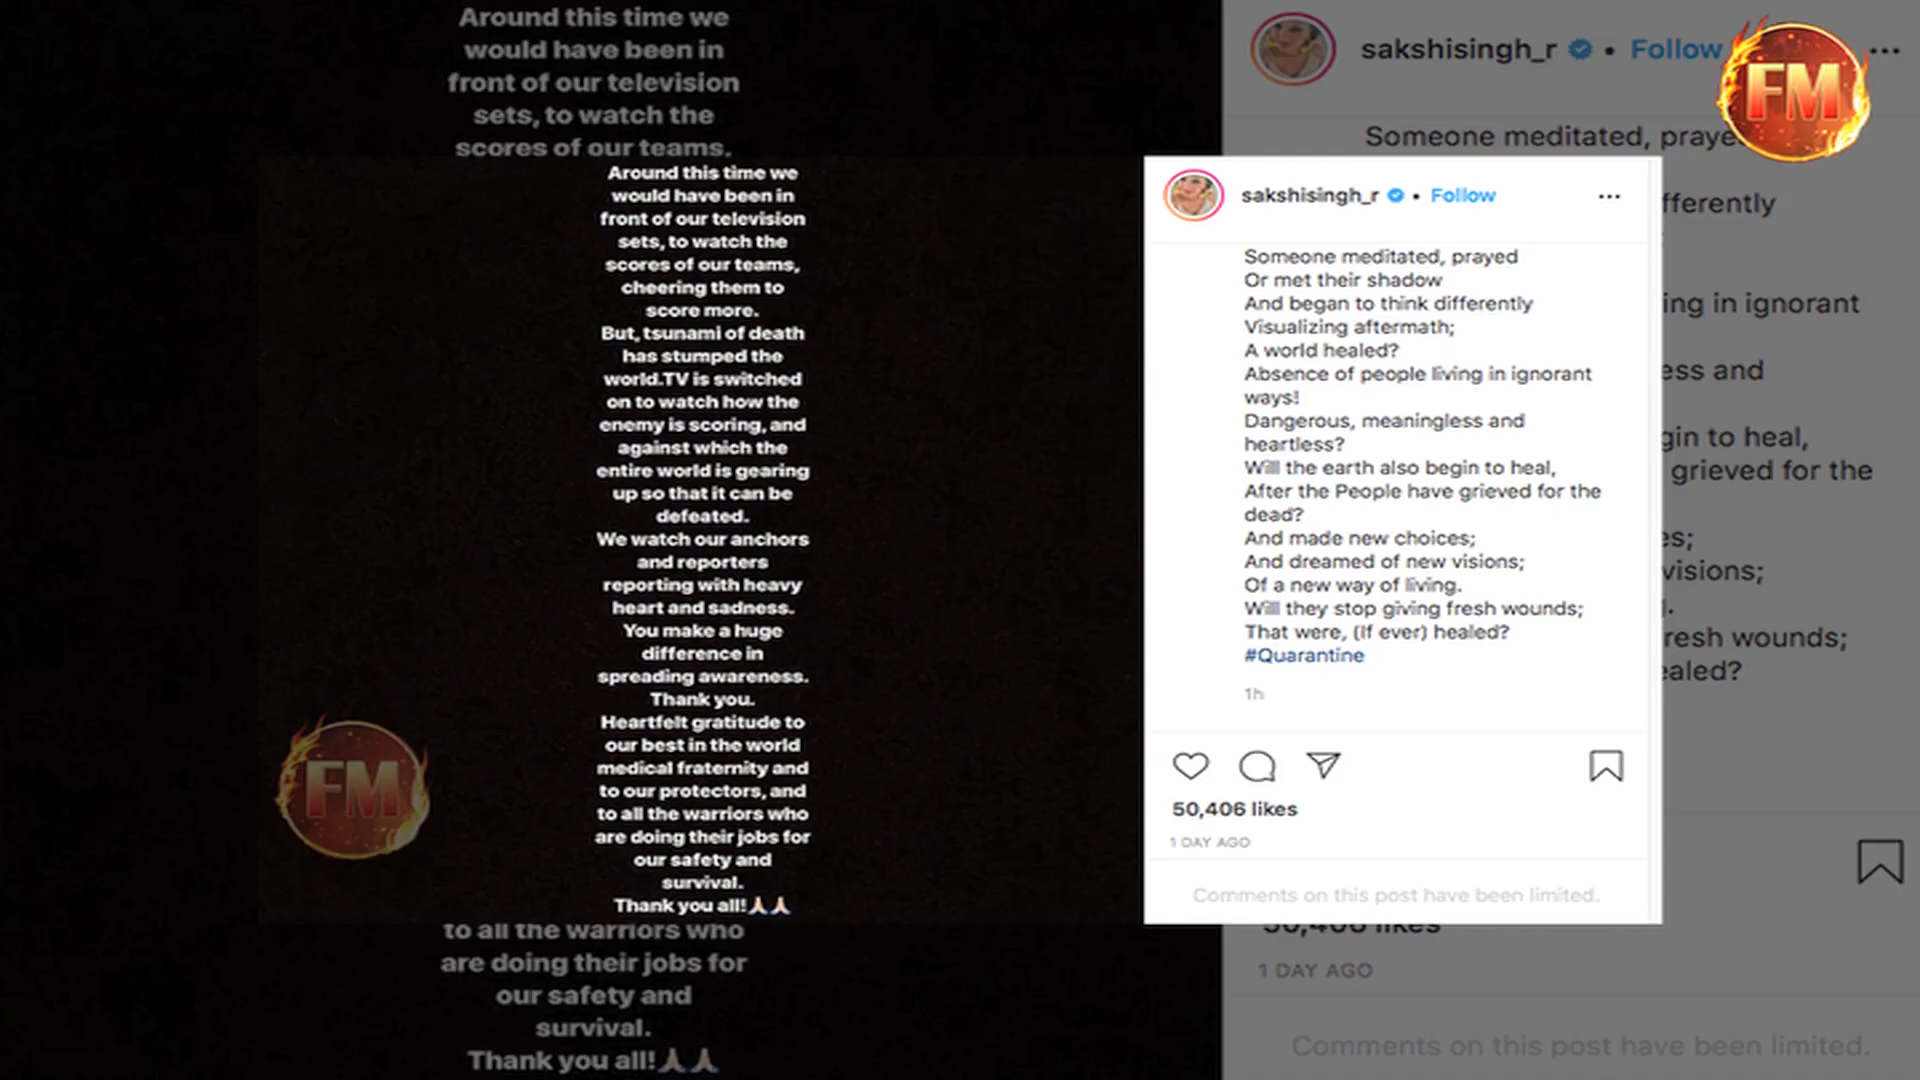 Around this time we
would have been in
front of our television
sets, to watch the
scores of our teams.
sakshisingh_r • Follow
FM
Someone meditated, praye
fferently
ing in ignorant
ess and
gin to heal,
grieved for the
es;
visions;
.
resh wounds;
ealed?
Around this time we
would have been in
front of our television
sets, to watch the
scores of our teams,
cheering them to
score more.
But, tsunami of death
has stumped the
world.TV is switched
on to watch how the
enemy is scoring, and
against which the
entire world is gearing
up so that it can be
defeated.
We watch our anchors
and reporters
reporting with heavy
heart and sadness.
You make a huge
difference in
spreading awareness.
Thank you.
Heartfelt gratitude to
our best in the world
medical fraternity and
to our protectors, and
to all the warriors who
are doing their jobs for
our safety and
survival.
Thank you all!🙏🙏
FM
sakshisingh_r • Follow
Someone meditated, prayed
Or met their shadow
And began to think differently
Visualizing aftermath;
A world healed?
Absence of people living in ignorant
ways!
Dangerous, meaningless and
heartless?
Will the earth also begin to heal,
After the People have grieved for the
dead?
And made new choices;
And dreamed of new visions;
Of a new way of living.
Will they stop giving fresh wounds;
That were, (If ever) healed?
#Quarantine
1h
50,406 likes
1 DAY AGO
Comments on this post have been limited.
to all the warriors who
are doing their jobs for
our safety and
survival.
Thank you all!🙏🙏
50,406 likes
1 DAY AGO
Comments on this post have been limited.